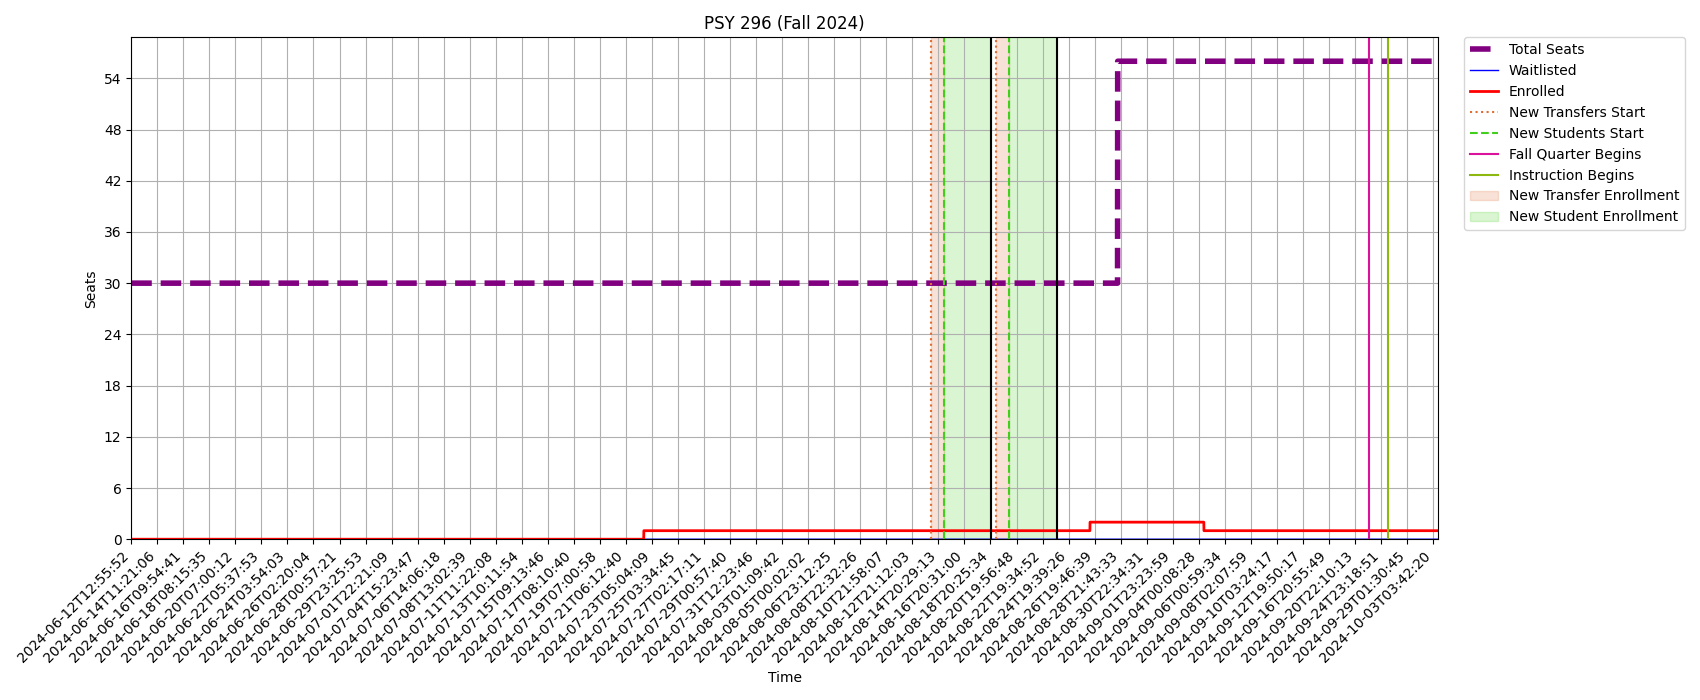 PSY 296 (Fall 2024)
Seats
54
48
42
36
30
24
18
12
6
0
2024-06-12T12:55:52
2024-06-14T11:21:06
2024-06-16T09:54:41
2024-06-18T08:15:35
2024-06-20T07:00:12
2024-06-22T05:37:53
2024-06-24T03:54:03
2024-06-26T02:20:04
2024-06-28T00:57:21
2024-06-29T23:25:53
2024-07-01T22:21:09
2024-07-04T15:23:47
2024-07-06T14:06:18
2024-07-08T13:02:39
2024-07-11T11:22:08
2024-07-13T10:11:54
2024-07-15T09:13:46
2024-07-17T08:10:40
2024-07-19T07:00:58
2024-07-21T06:12:40
2024-07-23T05:04:09
2024-07-25T03:34:45
2024-07-27T02:17:11
2024-07-29T00:57:40
2024-07-31T12:23:46
2024-08-03T01:09:42
2024-08-05T00:02:02
2024-08-06T23:12:25
2024-08-08T22:32:26
2024-08-10T21:58:07
2024-08-12T21:12:03
2024-08-14T20:29:13
2024-08-16T20:31:00
2024-08-18T20:25:34
2024-08-20T19:56:48
2024-08-22T19:34:52
2024-08-24T19:39:26
2024-08-26T19:46:39
2024-08-28T21:43:33
2024-08-30T22:34:31
2024-09-01T23:23:59
2024-09-04T00:08:28
2024-09-06T00:59:34
2024-09-08T02:07:59
2024-09-10T03:24:17
2024-09-12T19:50:17
2024-09-16T20:55:49
2024-09-20T22:10:13
2024-09-24T23:18:51
2024-09-29T01:30:45
2024-10-03T03:42:20
Time
Total Seats
Waitlisted
Enrolled
New Transfers Start
New Students Start
Fall Quarter Begins
Instruction Begins
New Transfer Enrollment
New Student Enrollment